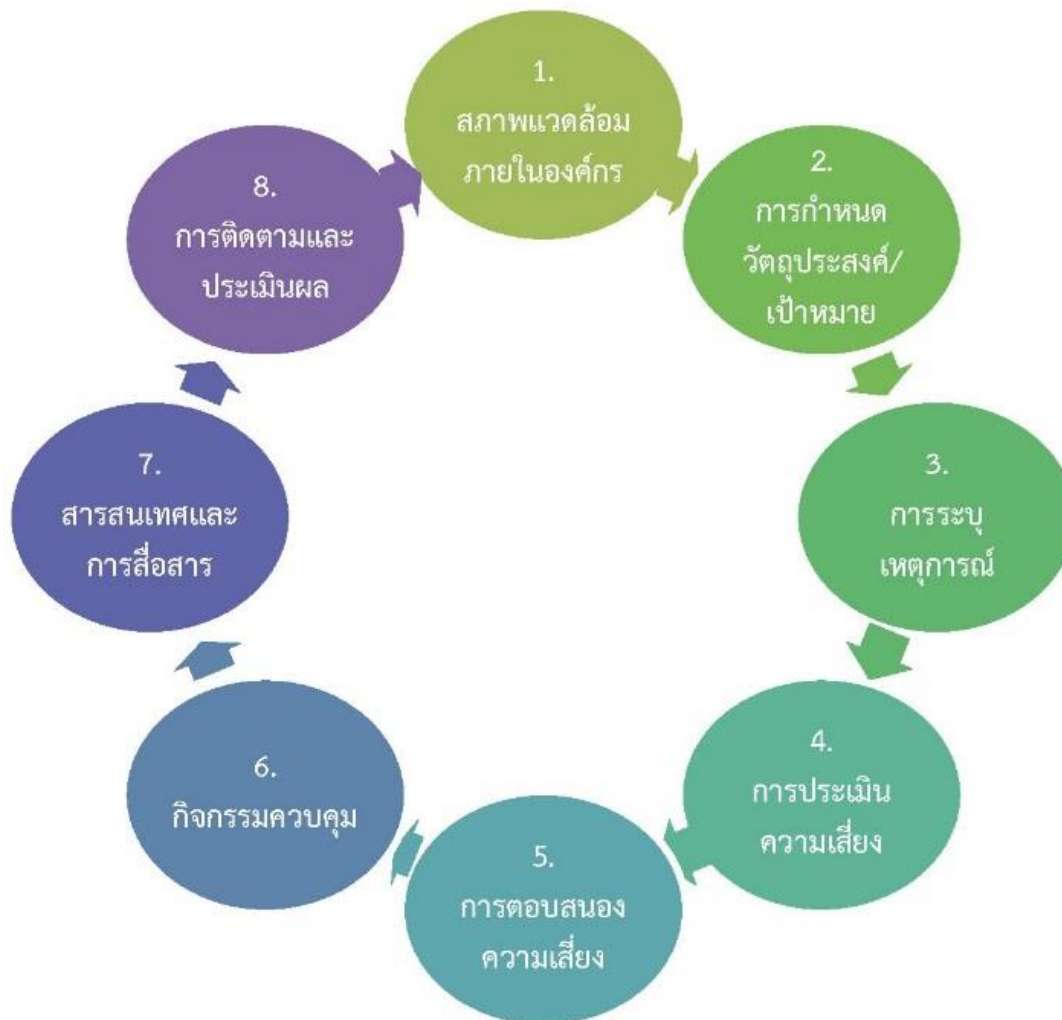 1.
สภาพแวดล้อม
ภายในองค์กร
2.
การกำหนด
วัตถุประสงค์/
เป้าหมาย
3.
การระบุ
เหตุการณ์
4.
การประเมิน
ความเสี่ยง
5.
การตอบสนอง
ความเสี่ยง
6.
กิจกรรมควบคุม
7.
สารสนเทศและ
การสื่อสาร
8.
การติดตามและ
ประเมินผล